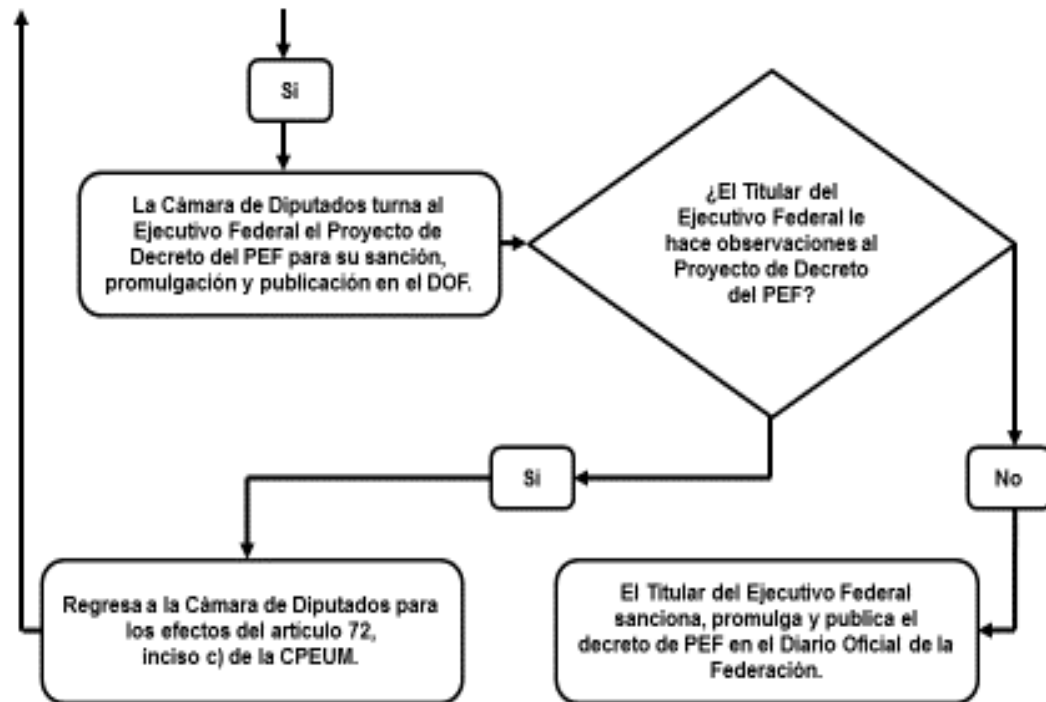 Si
La Cámara de Diputados turna al
Ejecutivo Federal el Proyecto de
Decreto del PEF para su sanción,
promulgación y publicación en el DOF.
¿El Titular del
Ejecutivo Federal le
hace observaciones al
Proyecto de Decreto
del PEF?
Si
No
Regresa a la Cámara de Diputados para
los efectos del artículo 72,
inciso c) de la CPEUM.
El Titular del Ejecutivo Federal
sanciona, promulga y publica el
decreto de PEF en el Diario Oficial de la
Federación.